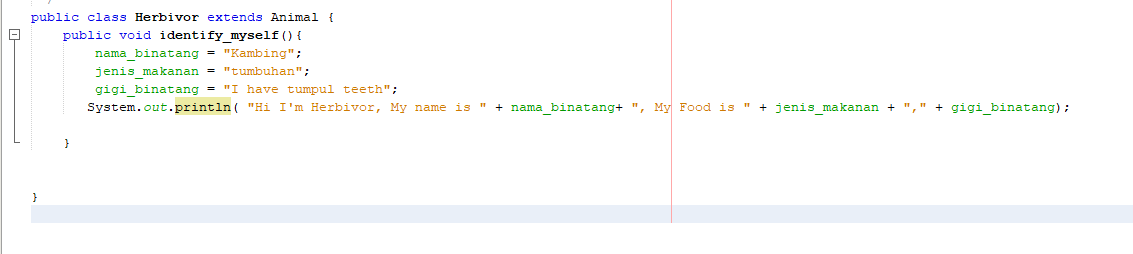 public class Herbivor extends Animal {
public void identify_myself(){
nama_binatang = "Kambing";
jenis_makanan = "tumbuhan";
gigi_binatang = "I have tumpul teeth";
System.out.println( "Hi I'm Herbivor, My name is " + nama_binatang+ ", My Food is " + jenis_makanan + "," + gigi_binatang);
}
}